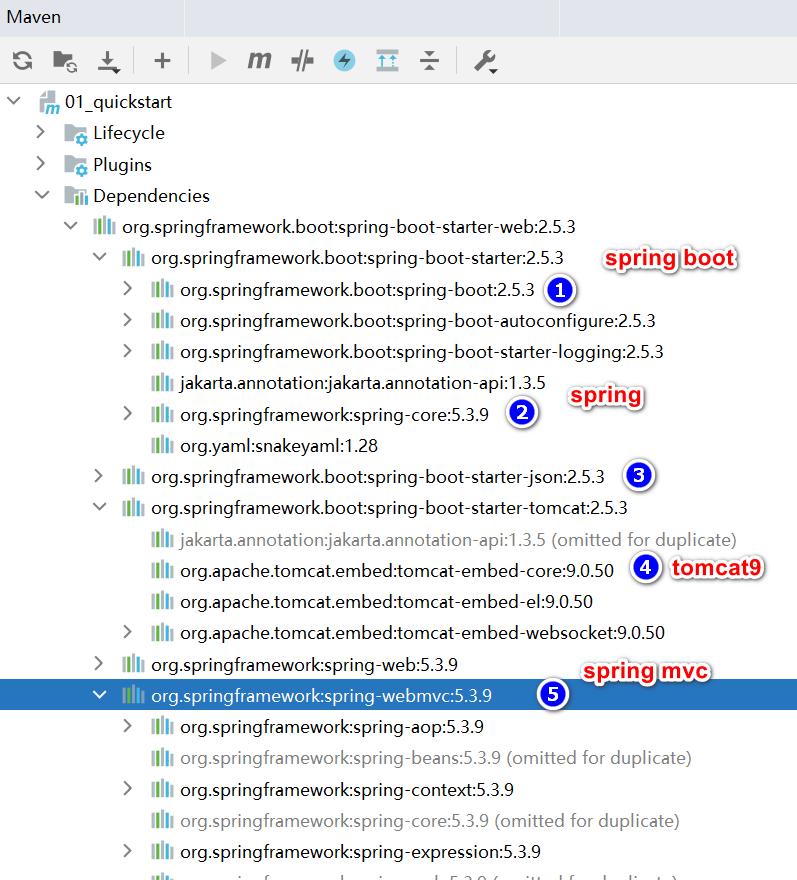 Maven
01_quickstart
Lifecycle
Plugins
Dependencies
org.springframework.boot:spring-boot-starter-web:2.5.3
org.springframework.boot:spring-boot-starter:2.5.3 spring boot
org.springframework.boot:spring-boot:2.5.3 1
org.springframework.boot:spring-boot-autoconfigure:2.5.3
org.springframework.boot:spring-boot-starter-logging:2.5.3
jakarta.annotation:jakarta.annotation-api:1.3.5
spring
org.springframework:spring-core:5.3.9 2
org.yaml:snakeyaml:1.28
org.springframework.boot:spring-boot-starter-json:2.5.3 3
org.springframework.boot:spring-boot-starter-tomcat:2.5.3
jakarta.annotation:jakarta.annotation-api:1.3.5 (omitted for duplicate)
org.apache.tomcat.embed:tomcat-embed-core:9.0.50 4 tomcat9
org.apache.tomcat.embed:tomcat-embed-el:9.0.50
org.apache.tomcat.embed:tomcat-embed-websocket:9.0.50
org.springframework:spring-web:5.3.9
spring mvc
org.springframework:spring-webmvc:5.3.9 5
org.springframework:spring-aop:5.3.9
org.springframework:spring-beans:5.3.9 (omitted for duplicate)
org.springframework:spring-context:5.3.9
org.springframework:spring-core:5.3.9 (omitted for duplicate)
org.springframework:spring-expression:5.3.9